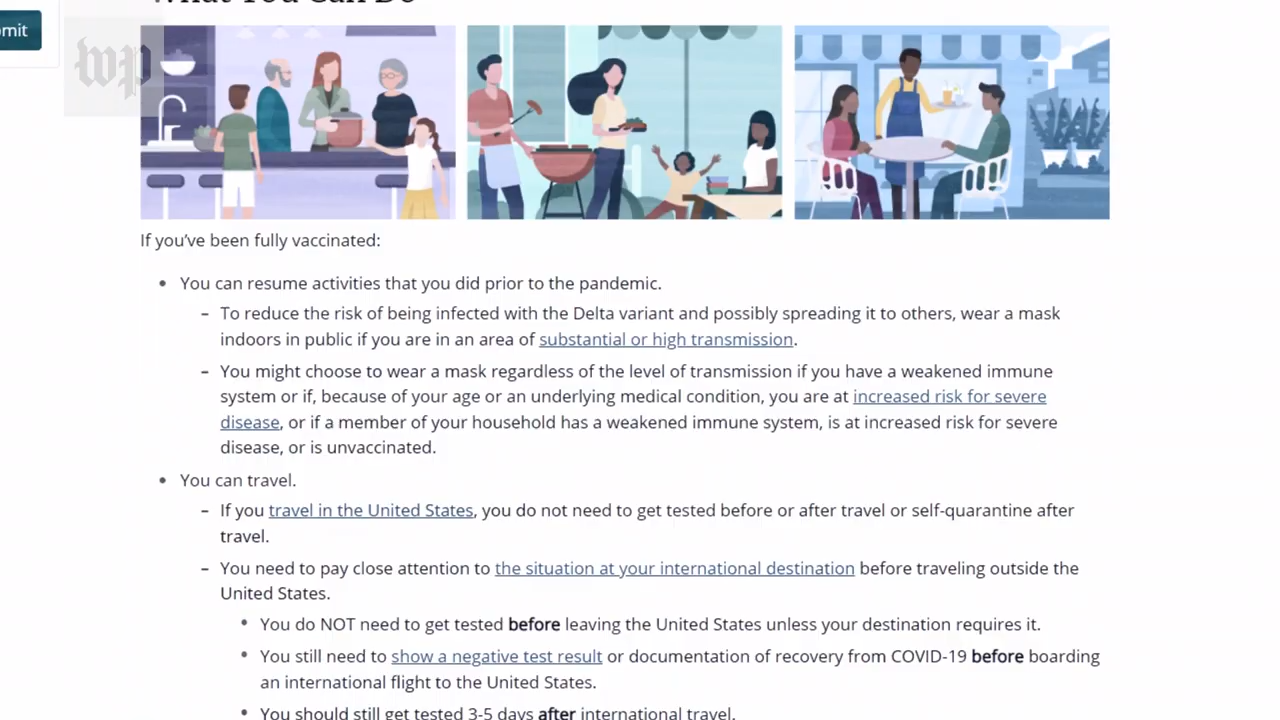 What You Can Do
mit
wp
If you’ve been fully vaccinated:
• You can resume activities that you did prior to the pandemic.
– To reduce the risk of being infected with the Delta variant and possibly spreading it to others, wear a mask
indoors in public if you are in an area of substantial or high transmission.
– You might choose to wear a mask regardless of the level of transmission if you have a weakened immune
system or if, because of your age or an underlying medical condition, you are at increased risk for severe
disease, or if a member of your household has a weakened immune system, is at increased risk for severe
disease, or is unvaccinated.
• You can travel.
– If you travel in the United States, you do not need to get tested before or after travel or self-quarantine after
travel.
– You need to pay close attention to the situation at your international destination before traveling outside the
United States.
• You do NOT need to get tested before leaving the United States unless your destination requires it.
• You still need to show a negative test result or documentation of recovery from COVID-19 before boarding
an international flight to the United States.
• You should still get tested 3-5 days after international travel.